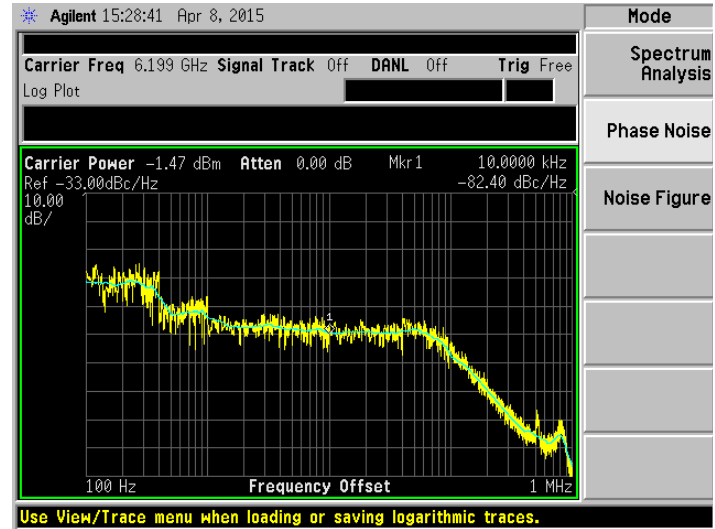 Agilent 15:28:41 Apr 8, 2015
Mode
Carrier Freq 6.199 GHz Signal Track Off DANL Off Trig Free
Log Plot
Spectrum
Analysis
Phase Noise
Noise Figure
Carrier Power -1.47 dBm Atten 0.00 dB Mkr1 10.0000 kHz
Ref -33.00dBc/Hz -82.40 dBc/Hz
10.00
dB/
1
100 Hz Frequency Offset 1 MHz
Use View/Trace menu when loading or saving logarithmic traces.